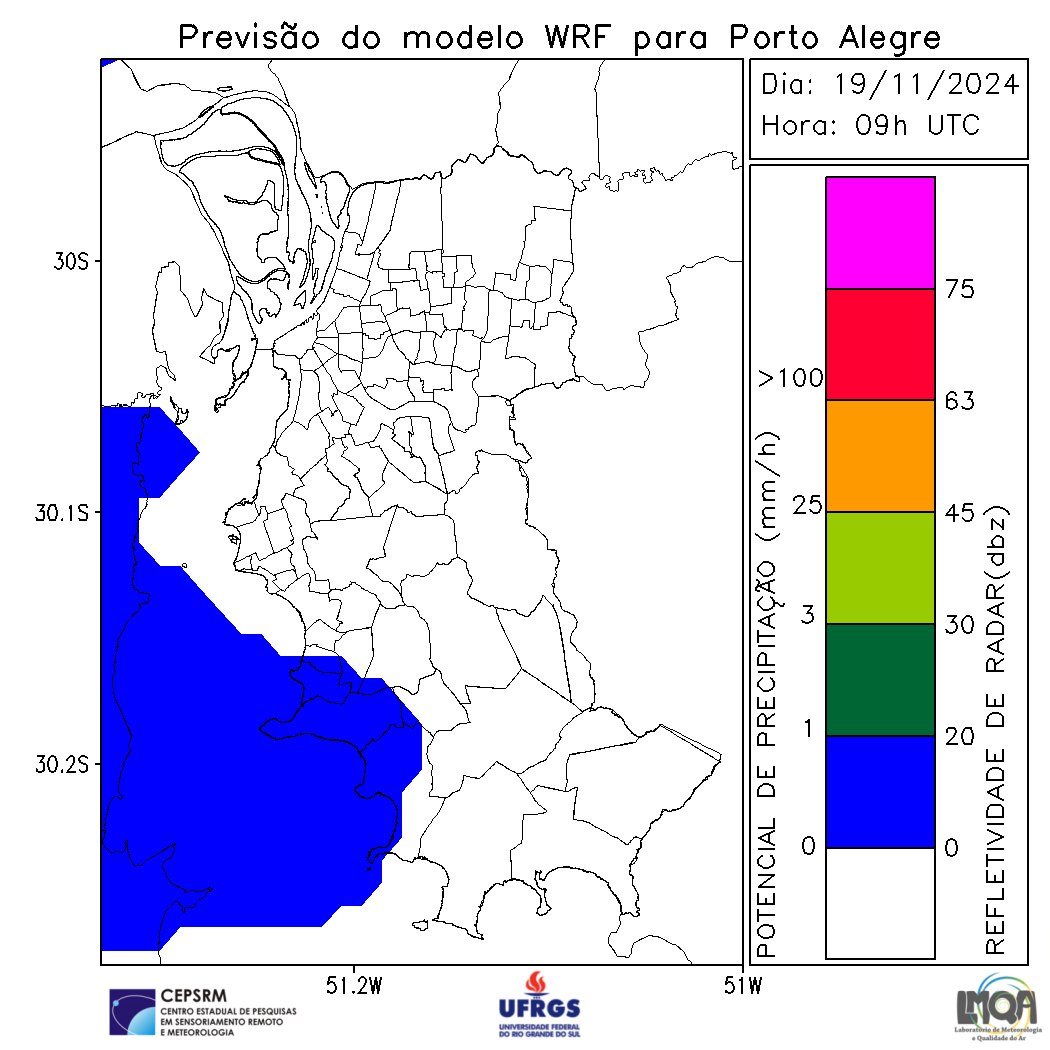 Previsão do modelo WRF para Porto Alegre
Dia: 19/11/2024
Hora: 09h UTC
30S
30.1S
30.2S
51.2W
51W
POTENCIAL DE PRECIPITAÇÃO (mm/h)
>100
25
3
1
0
75
63
45
30
20
0
REFLETIVIDADE DE RADAR(dbz)
CEPSRM
CENTRO ESTADUAL DE PESQUISAS
EM SENSORIAMENTO REMOTO
E METEOROLOGIA
UFRGS
UNIVERSIDADE FEDERAL
DO RIO GRANDE DO SUL
LMQA
Laboratório de Meteorologia
e Qualidade do Ar